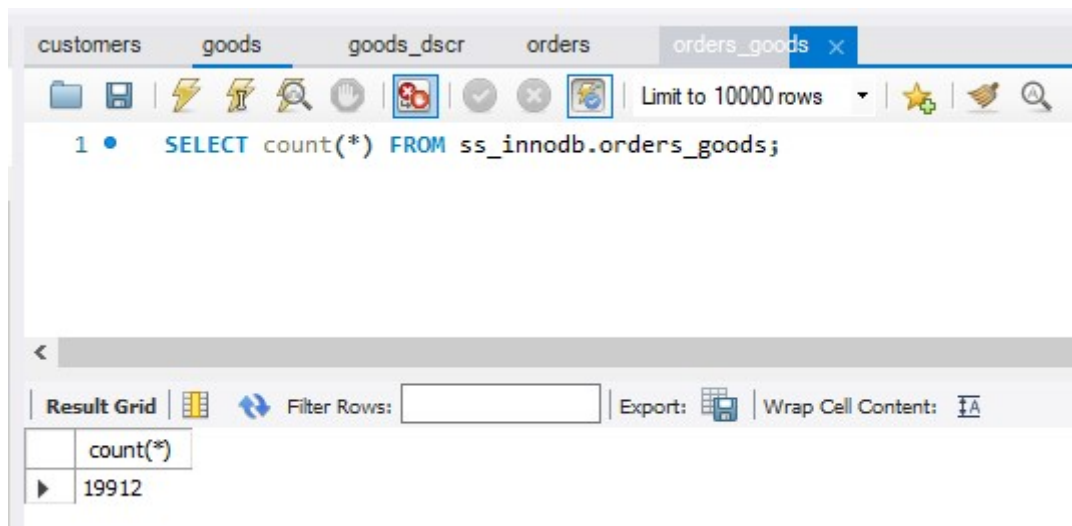 customers goods goods_dscr orders orders_goods
Limit to 10000 rows
1 SELECT count(*) FROM ss_innodb.orders_goods;
Result Grid Filter Rows: Export: Wrap Cell Content: IA
count(*)
19912